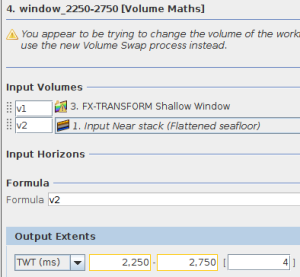 4. window_2250-2750 [Volume Maths]
You appear to be trying to change the volume of the work
use the new Volume Swap process instead.
Input Volumes
v1 3. FX-TRANSFORM Shallow Window
v2 1. Input Near stack (Flattened seafloor)
Input Horizons
Formula
Formula v2
Output Extents
TWT (ms) 2,250 - 2,750 [ 4 ]